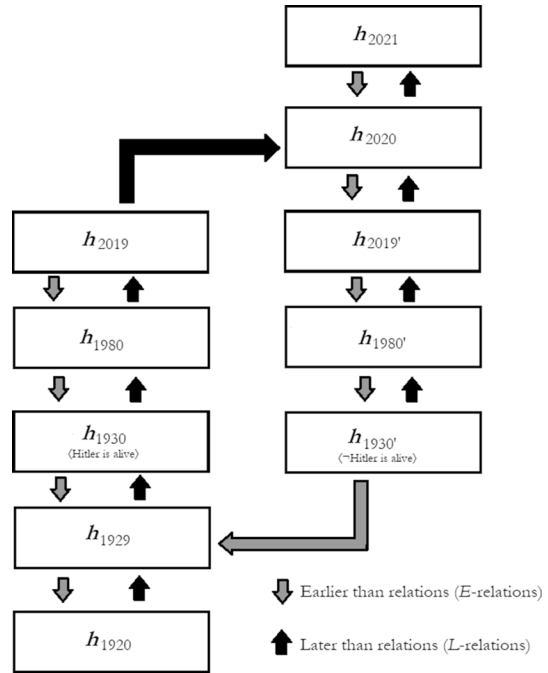 h2021
h2020
h2019
h2019'
h1980
h1980'
h1930
(Hitler is alive)
h1930'
(¬Hitler is alive)
h1929
Earlier than relations (E-relations)
h1920
Later than relations (L-relations)